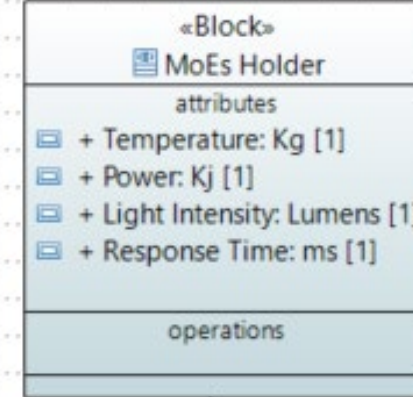 «Block»
MoEs Holder
attributes
+ Temperature: Kg [1]
+ Power: Kj [1]
+ Light Intensity: Lumens [1]
+ Response Time: ms [1]
operations